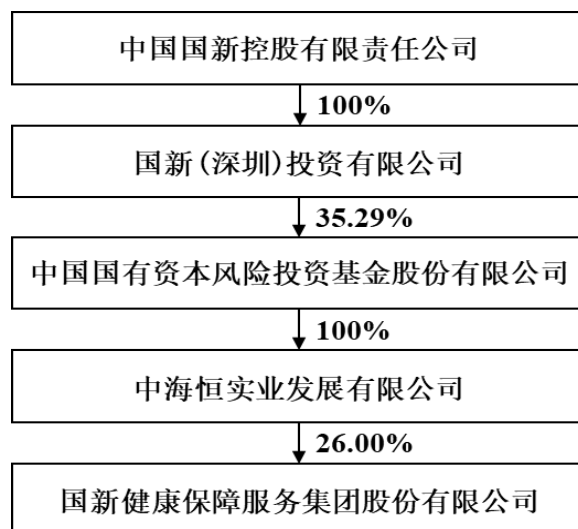 中国国新控股有限责任公司
100%
国新(深圳)投资有限公司
35.29%
中国国有资本风险投资基金股份有限公司
100%
中海恒实业发展有限公司
26.00%
国新健康保障服务集团股份有限公司